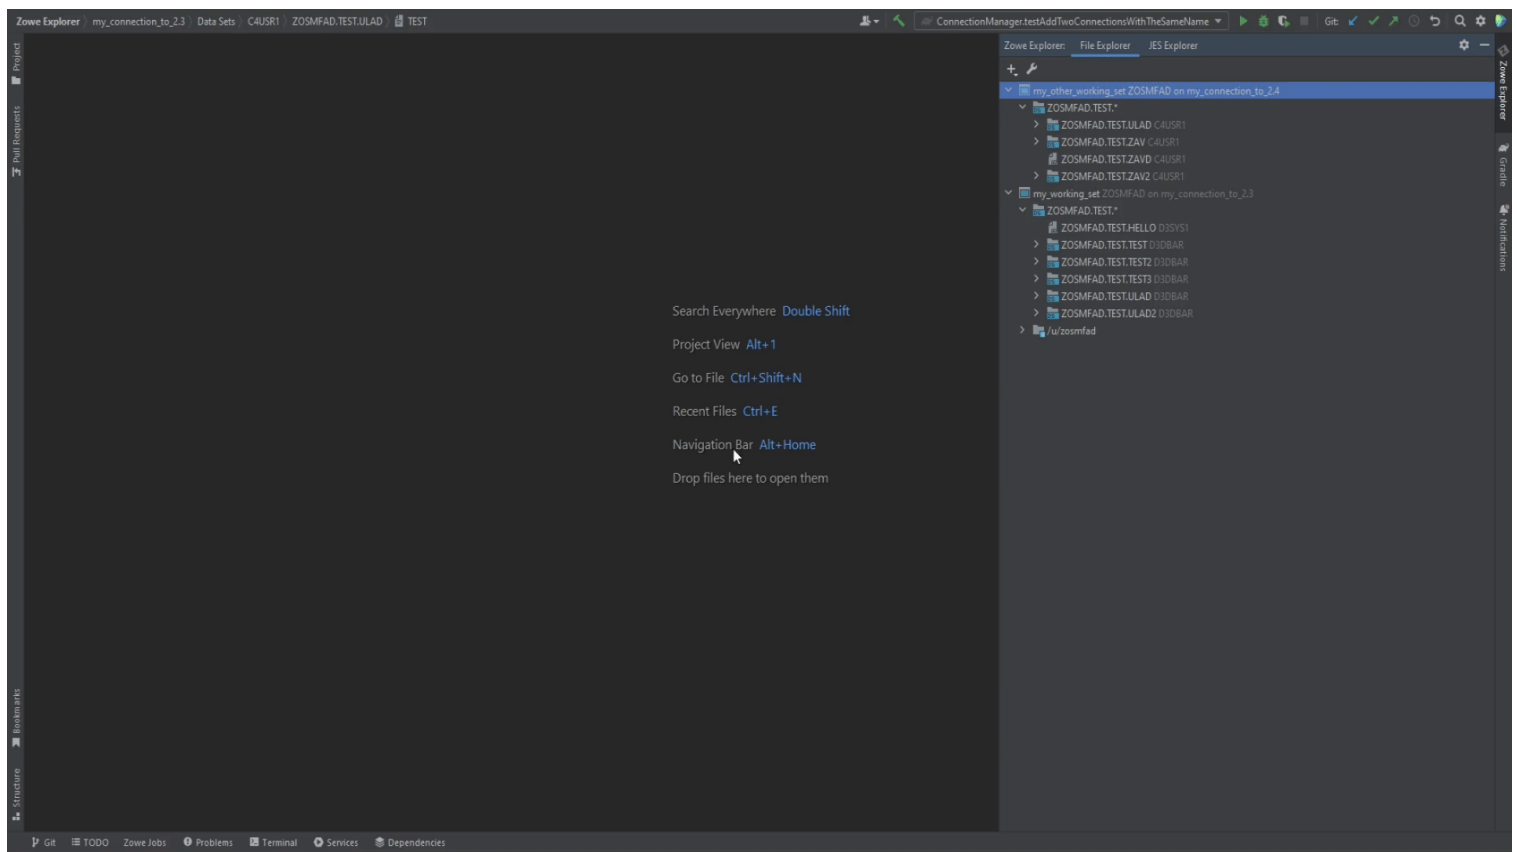 Zowe Explorer my_connection_to_2.3 Data Sets C4USR1 ZOSMFAD.TEST.ULAD TEST
ConnectionManager.testAddTwoConnectionsWithTheSameName
Git:
Project
Pull Requests
Bookmarks
Structure
Search Everywhere Double Shift
Project View Alt+1
Go to File Ctrl+Shift+N
Recent Files Ctrl+E
Navigation Bar Alt+Home
Drop files here to open them
Zowe Explorer: File Explorer JES Explorer
my_other_working_set ZOSMFAD on my_connection_to_2.4
ZOSMFAD.TEST.*
ZOSMFAD.TEST.ULAD C4USR1
ZOSMFAD.TEST.ZAV C4USR1
ZOSMFAD.TEST.ZAVD C4USR1
ZOSMFAD.TEST.ZAV2 C4USR1
my_working_set ZOSMFAD on my_connection_to_2.3
ZOSMFAD.TEST.*
ZOSMFAD.TEST.HELLO D3SYS1
ZOSMFAD.TEST.TEST D3DBAR
ZOSMFAD.TEST.TEST2 D3DBAR
ZOSMFAD.TEST.TEST3 D3DBAR
ZOSMFAD.TEST.ULAD D3DBAR
ZOSMFAD.TEST.ULAD2 D3DBAR
/u/zosmfad
Zowe Explorer
Gradle
Notifications
Git TODO Zowe Jobs Problems Terminal Services Dependencies